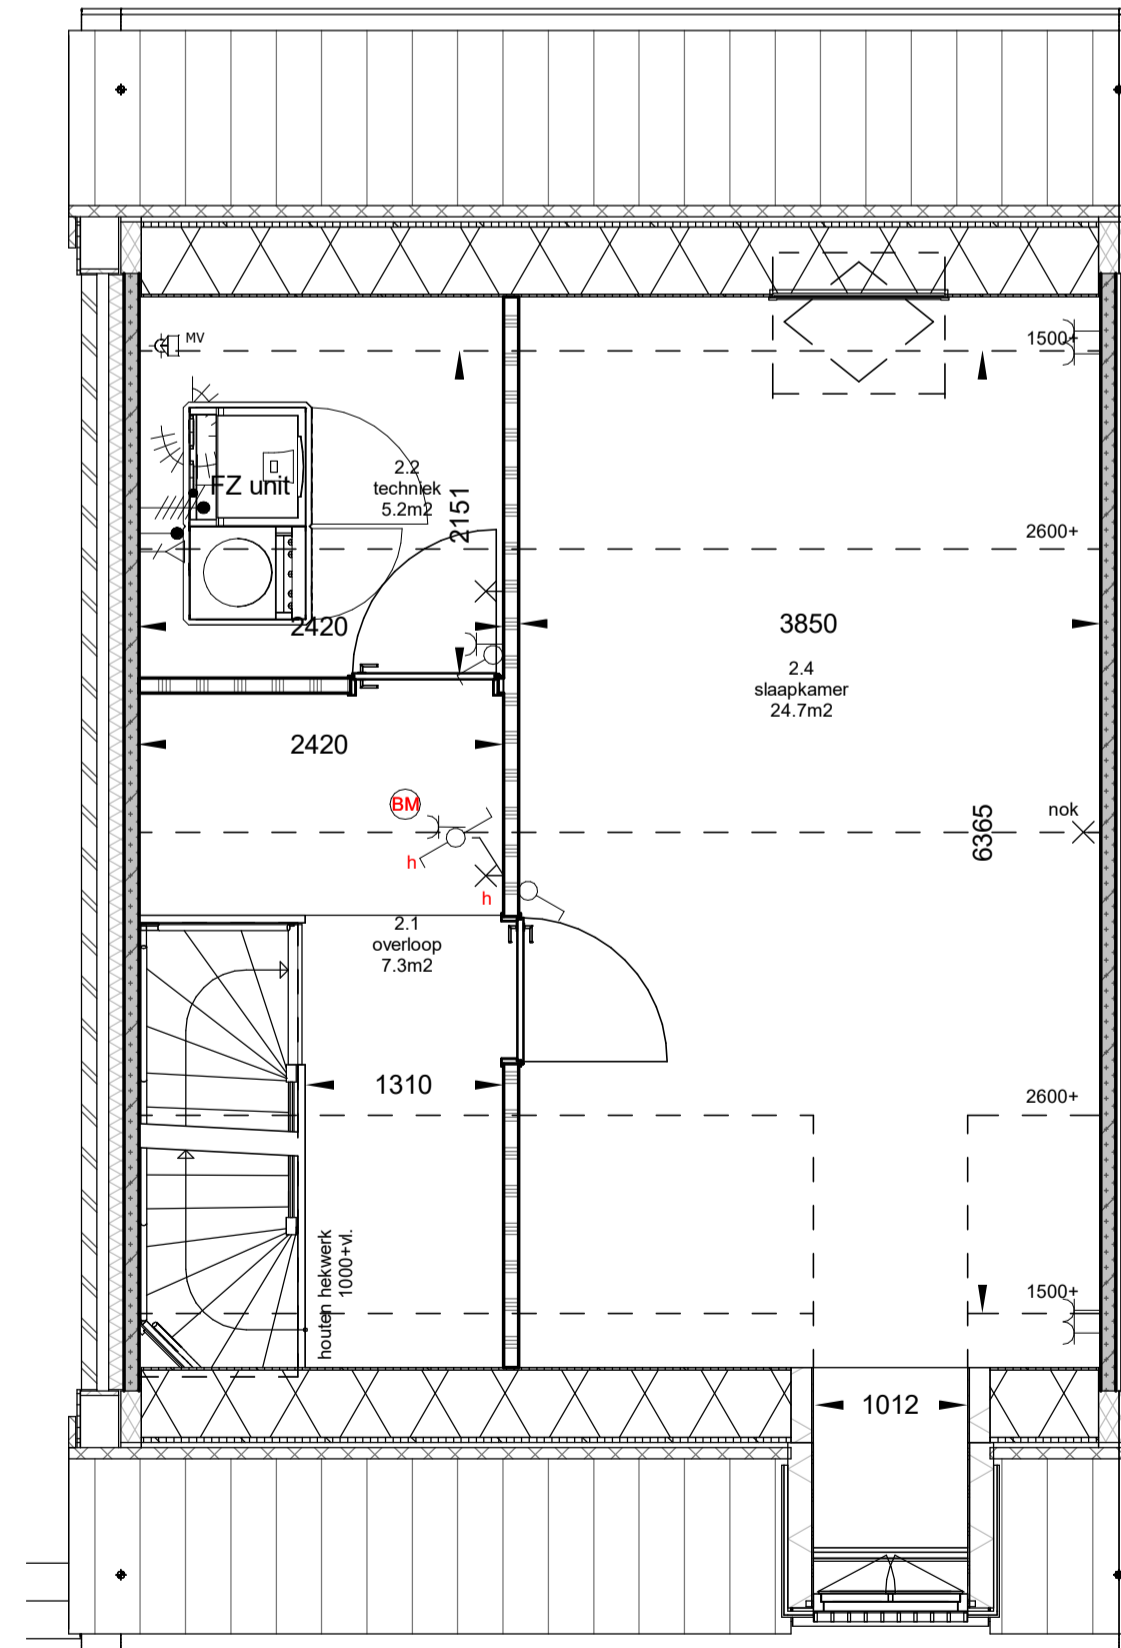 MV
1500+
FZ unit
2.2
techniek
5.2m2
2151
2600+
2420
3850
2.4
slaapkamer
24.7m2
2420
BM
nok
6365
h
h
2.1
overloop
7.3m2
1310
2600+
houten hekwerk
1000+vl.
1500+
1012